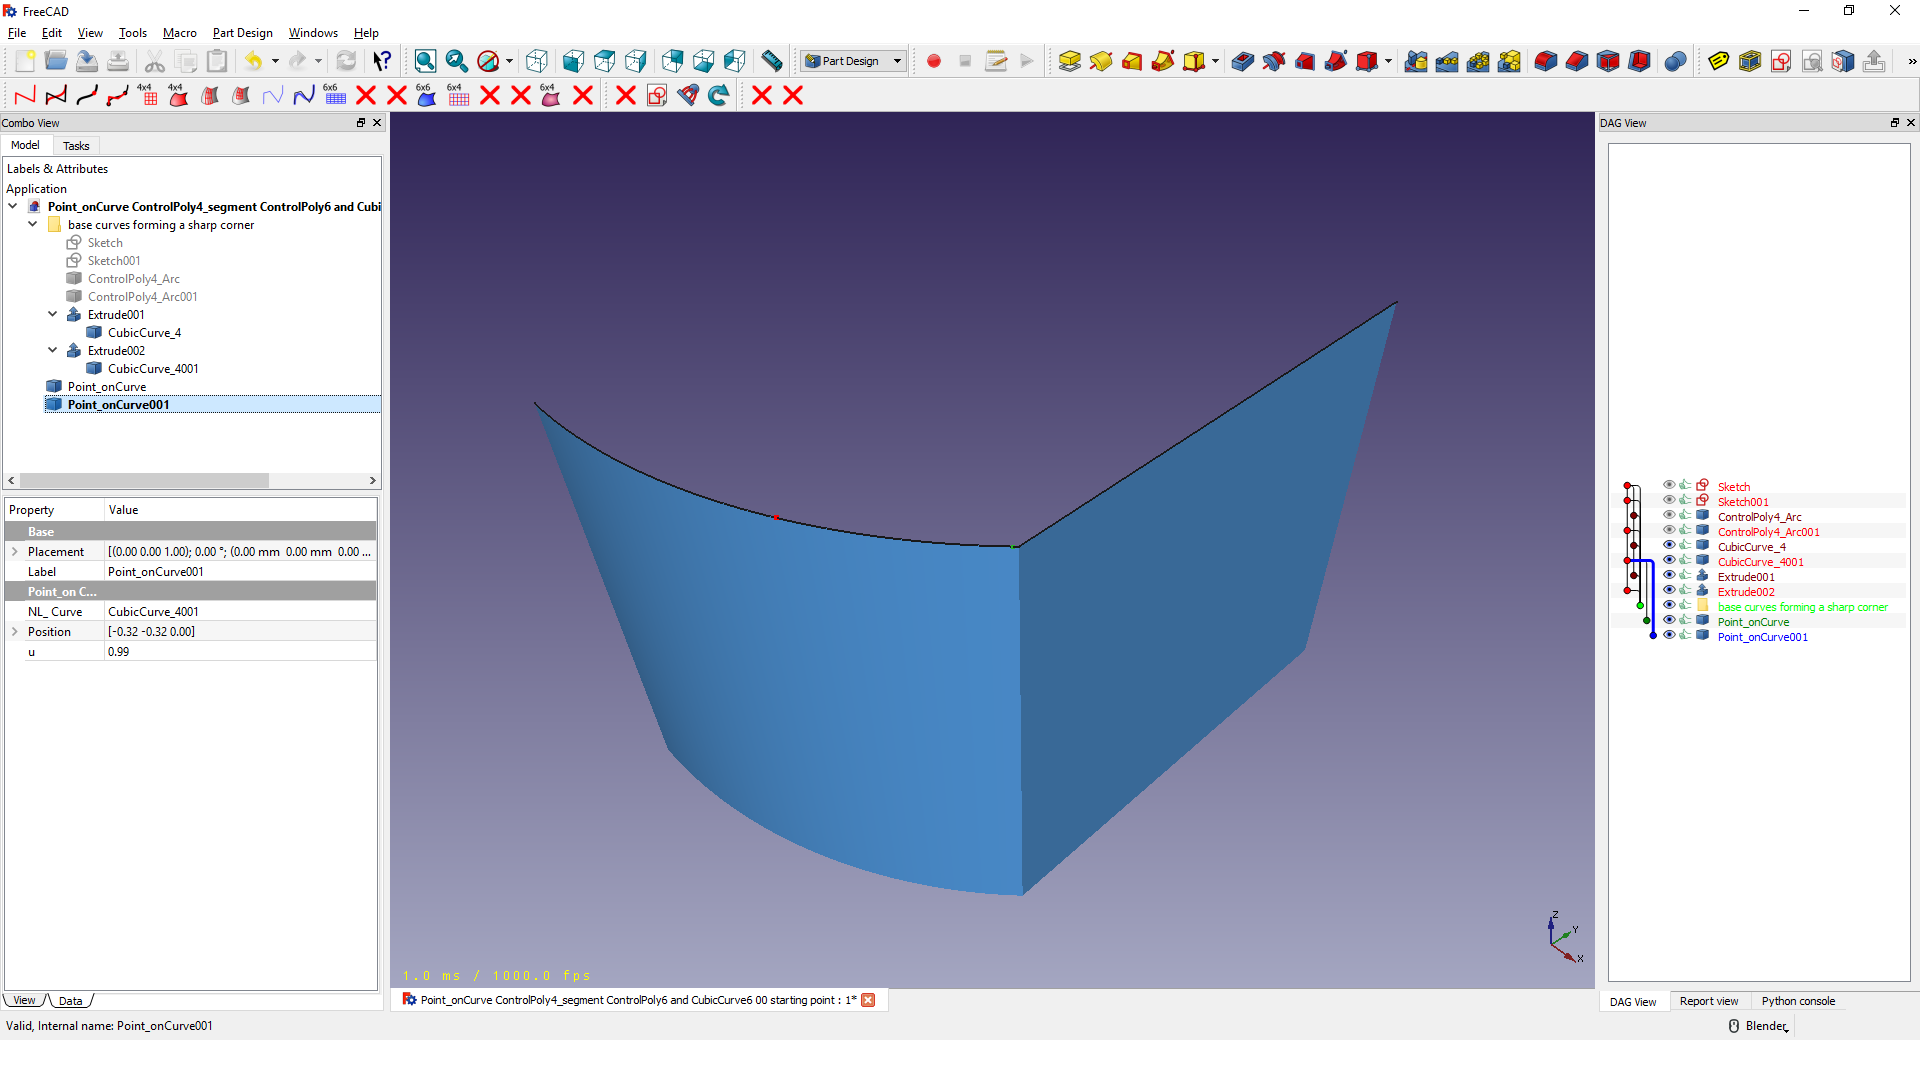 FreeCAD
File Edit View Tools Macro Part Design Windows Help
Part Design
»
4x4 4x4 6x6 6x6 6x4 6x4
Combo View
DAG View
Model Tasks
Labels & Attributes
Application
Point_onCurve ControlPoly4_segment ControlPoly6 and Cubi
base curves forming a sharp corner
Sketch
Sketch001
ControlPoly4_Arc
ControlPoly4_Arc001
Extrude001
CubicCurve_4
Extrude002
CubicCurve_4001
Point_onCurve
Point_onCurve001
Property Value
Base
Placement [(0.00 0.00 1.00); 0.00 °; (0.00 mm 0.00 mm 0.00 ...
Label Point_onCurve001
Point_on C...
NL_Curve CubicCurve_4001
Position [-0.32 -0.32 0.00]
u 0.99
Sketch
Sketch001
ControlPoly4_Arc
ControlPoly4_Arc001
CubicCurve_4
CubicCurve_4001
Extrude001
Extrude002
base curves forming a sharp corner
Point_onCurve
Point_onCurve001
Z
Y
X
1.0 ms / 1000.0 fps
View Data
Point_onCurve ControlPoly4_segment ControlPoly6 and CubicCurve6 00 starting point : 1*
DAG View Report view Python console
Valid, Internal name: Point_onCurve001
Blender